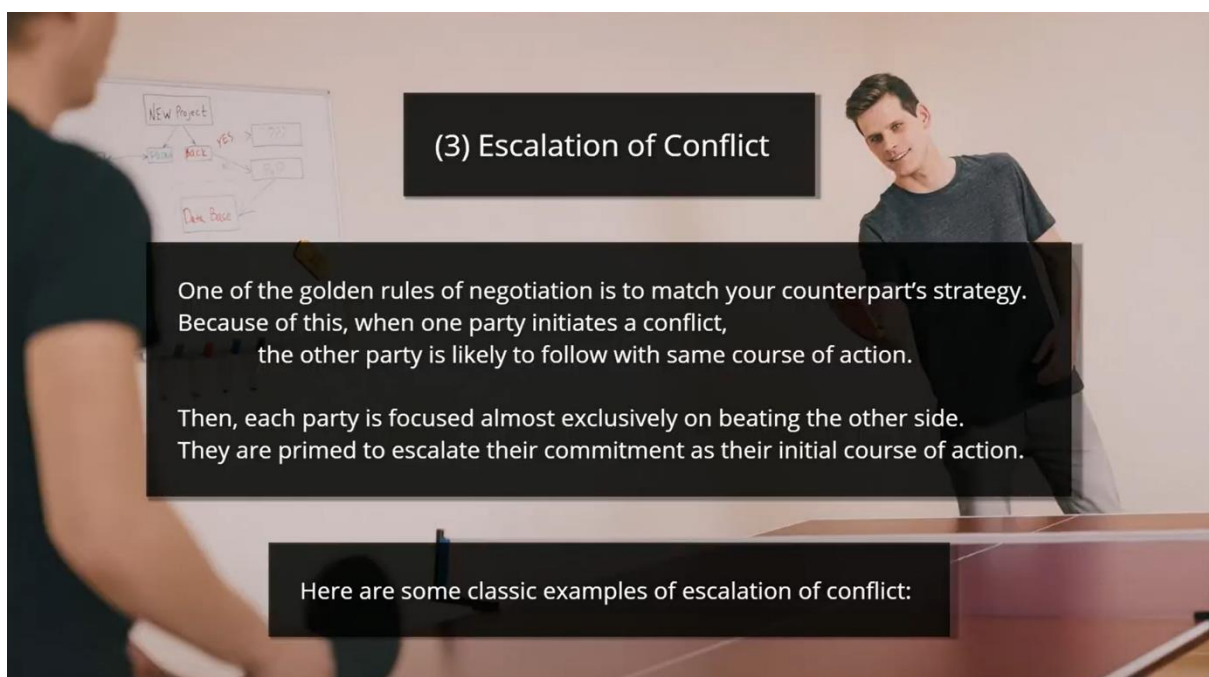 NEW Project
YES
Back
Data Base
(3) Escalation of Conflict
One of the golden rules of negotiation is to match your counterpart’s strategy.
Because of this, when one party initiates a conflict,
the other party is likely to follow with same course of action.
Then, each party is focused almost exclusively on beating the other side.
They are primed to escalate their commitment as their initial course of action.
Here are some classic examples of escalation of conflict: